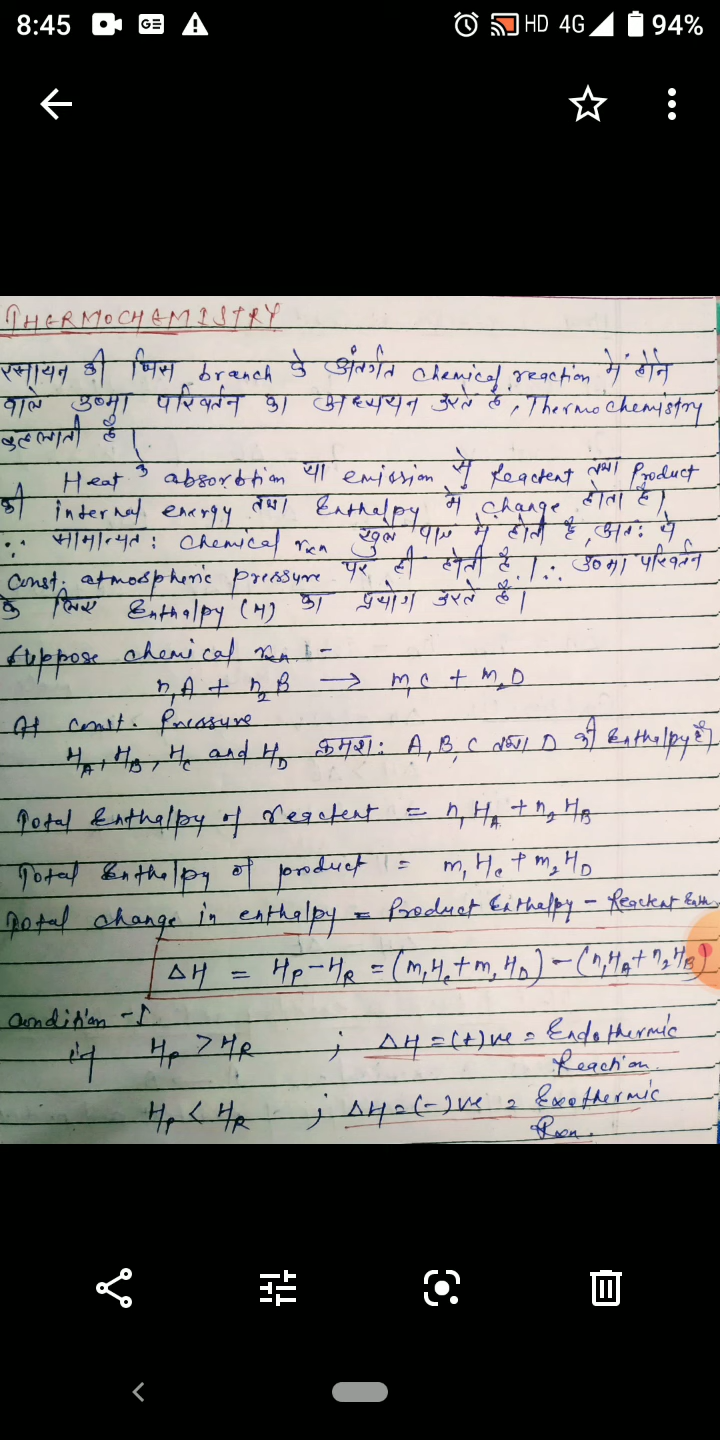 8:45 GE HD 4G 94%
THERMOCHEMISTRY
रसायन की जिस branch के अंतर्गत chemical reaction में होने
वाले उष्मा परिवर्तन का अध्ययन करते है, Thermochemistry
कहलाती है।
Heat के absorbtion या emission से Reactent तथा Product
की internal energy तथा Enthalpy में change होता है।
∵ सामान्यत: chemical rxn खुले पात्र में होती है, अत: ये
const. atmospheric pressure पर ही होती है।∴ उष्मा परिवर्तन
के लिए Enthalpy (H) का प्रयोग करते है।
Suppose chemical rxn :-
n₁A + n₂B → m₁C + m₂D
At const. Pressure
H_A, H_B, H_C and H_D क्रमश: A, B, C तथा D की Enthalpy है।
Total Enthalpy of reactent = n₁H_A + n₂H_B
Total Enthalpy of product = m₁H_C + m₂H_D
Total change in enthalpy = Product Enthalpy - Reactent Enth.
ΔH = H_P - H_R = (m₁H_C + m₂H_D) - (n₁H_A + n₂H_B)
Condition - I
if H_P > H_R ; ΔH = (+)ve = Endothermic
Reaction.
H_P < H_R ; ΔH = (-)ve = Exothermic
Rxn.